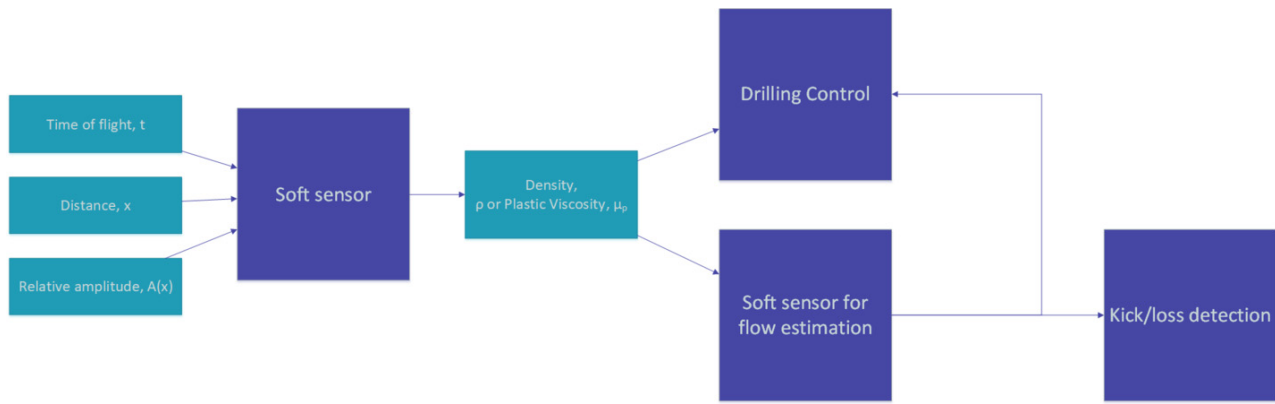 Time of flight, t
Distance, x
Relative amplitude, A(x)
Soft sensor
Density,
ρ or Plastic Viscosity, μₚ
Drilling Control
Soft sensor for
flow estimation
Kick/loss detection